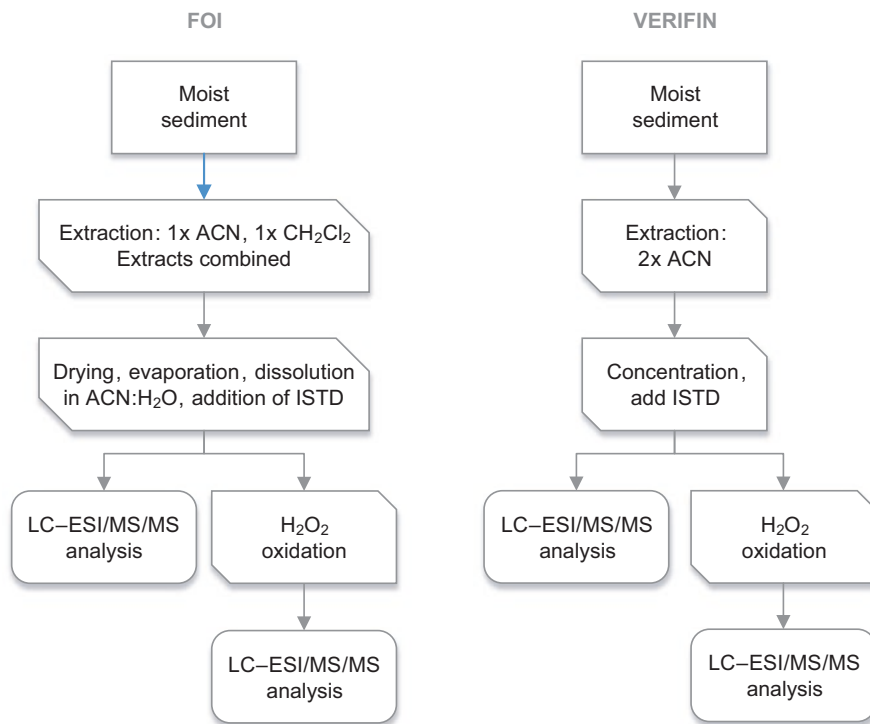 FOI
Moist
sediment
Extraction: 1x ACN, 1x CH₂Cl₂
Extracts combined
Drying, evaporation, dissolution
in ACN:H₂O, addition of ISTD
LC–ESI/MS/MS
analysis
H₂O₂
oxidation
LC–ESI/MS/MS
analysis
VERIFIN
Moist
sediment
Extraction:
2x ACN
Concentration,
add ISTD
LC–ESI/MS/MS
analysis
H₂O₂
oxidation
LC–ESI/MS/MS
analysis